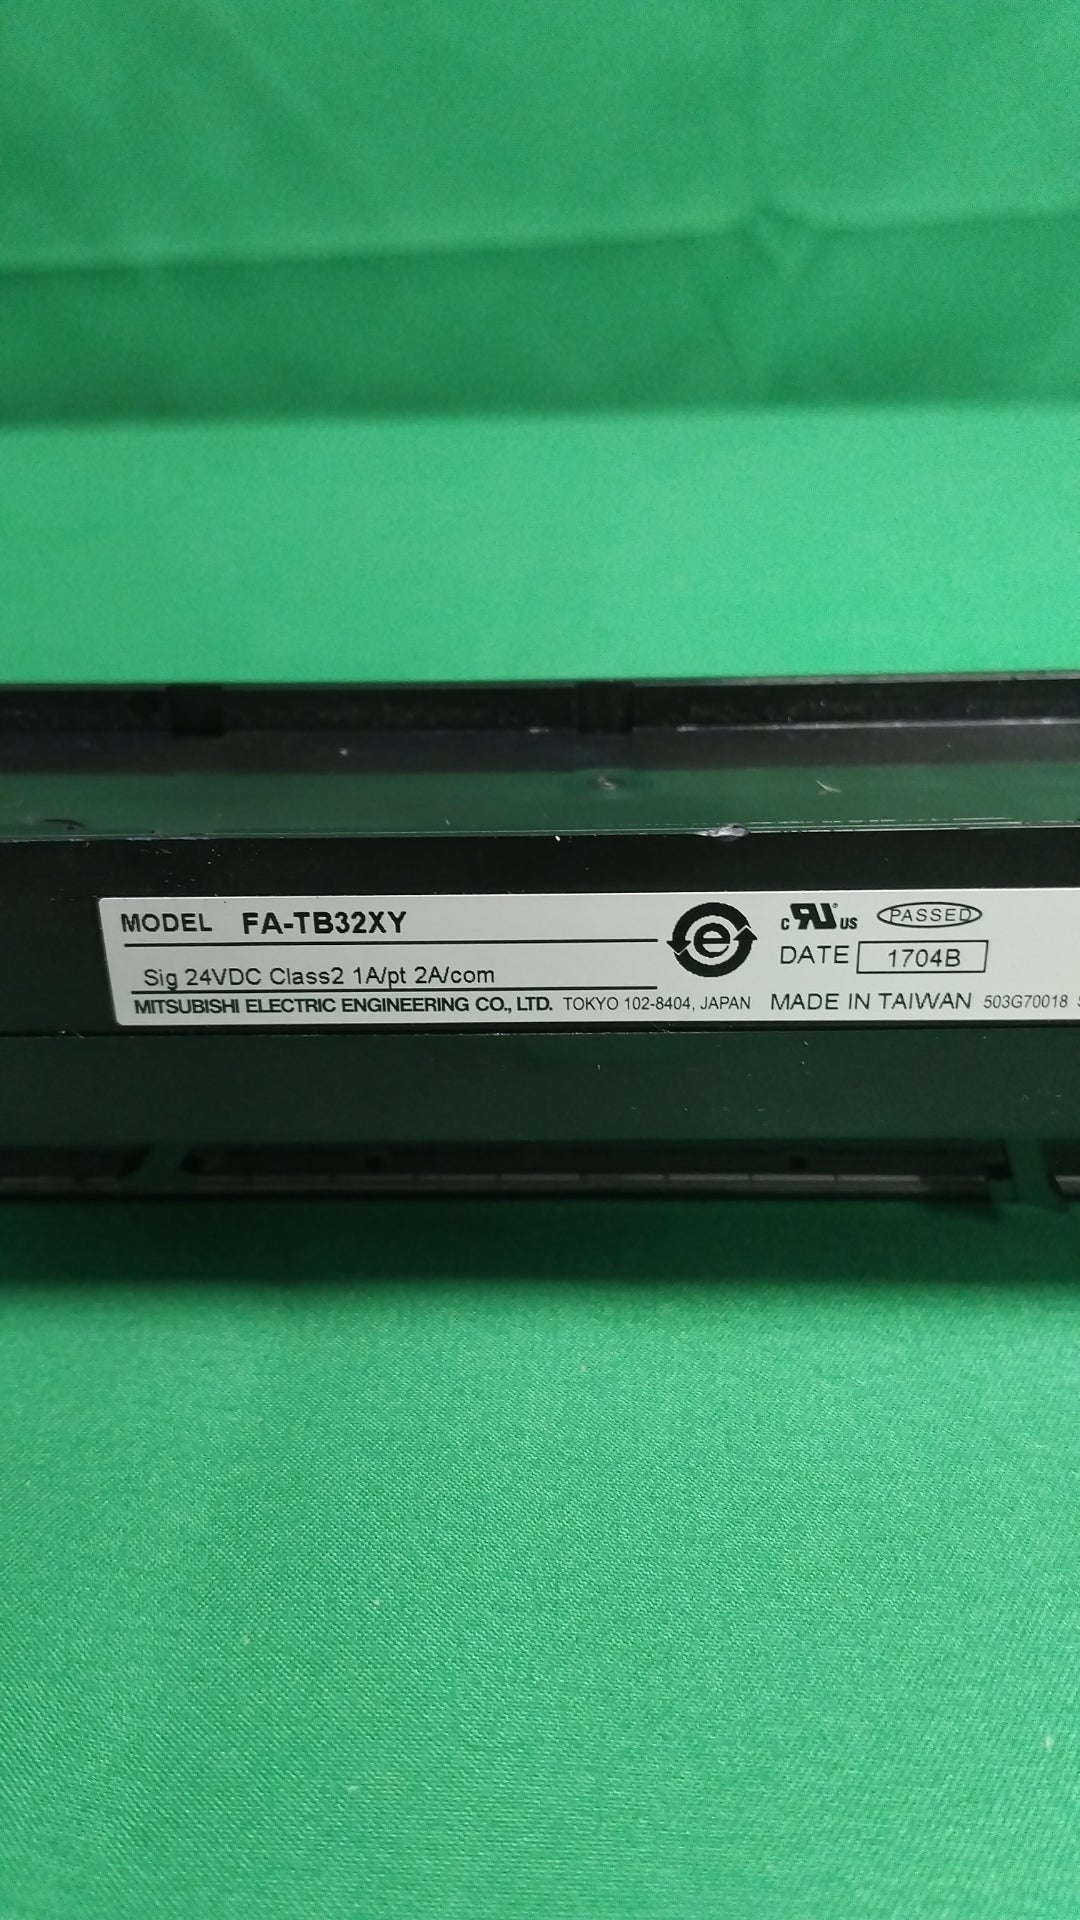 MODEL FA-TB32XY
Sig 24VDC Class2 1A/pt 2A/com
e
c RU US PASSED
DATE 1704B
MITSUBISHI ELECTRIC ENGINEERING CO., LTD. TOKYO 102-8404, JAPAN MADE IN TAIWAN 503G70018